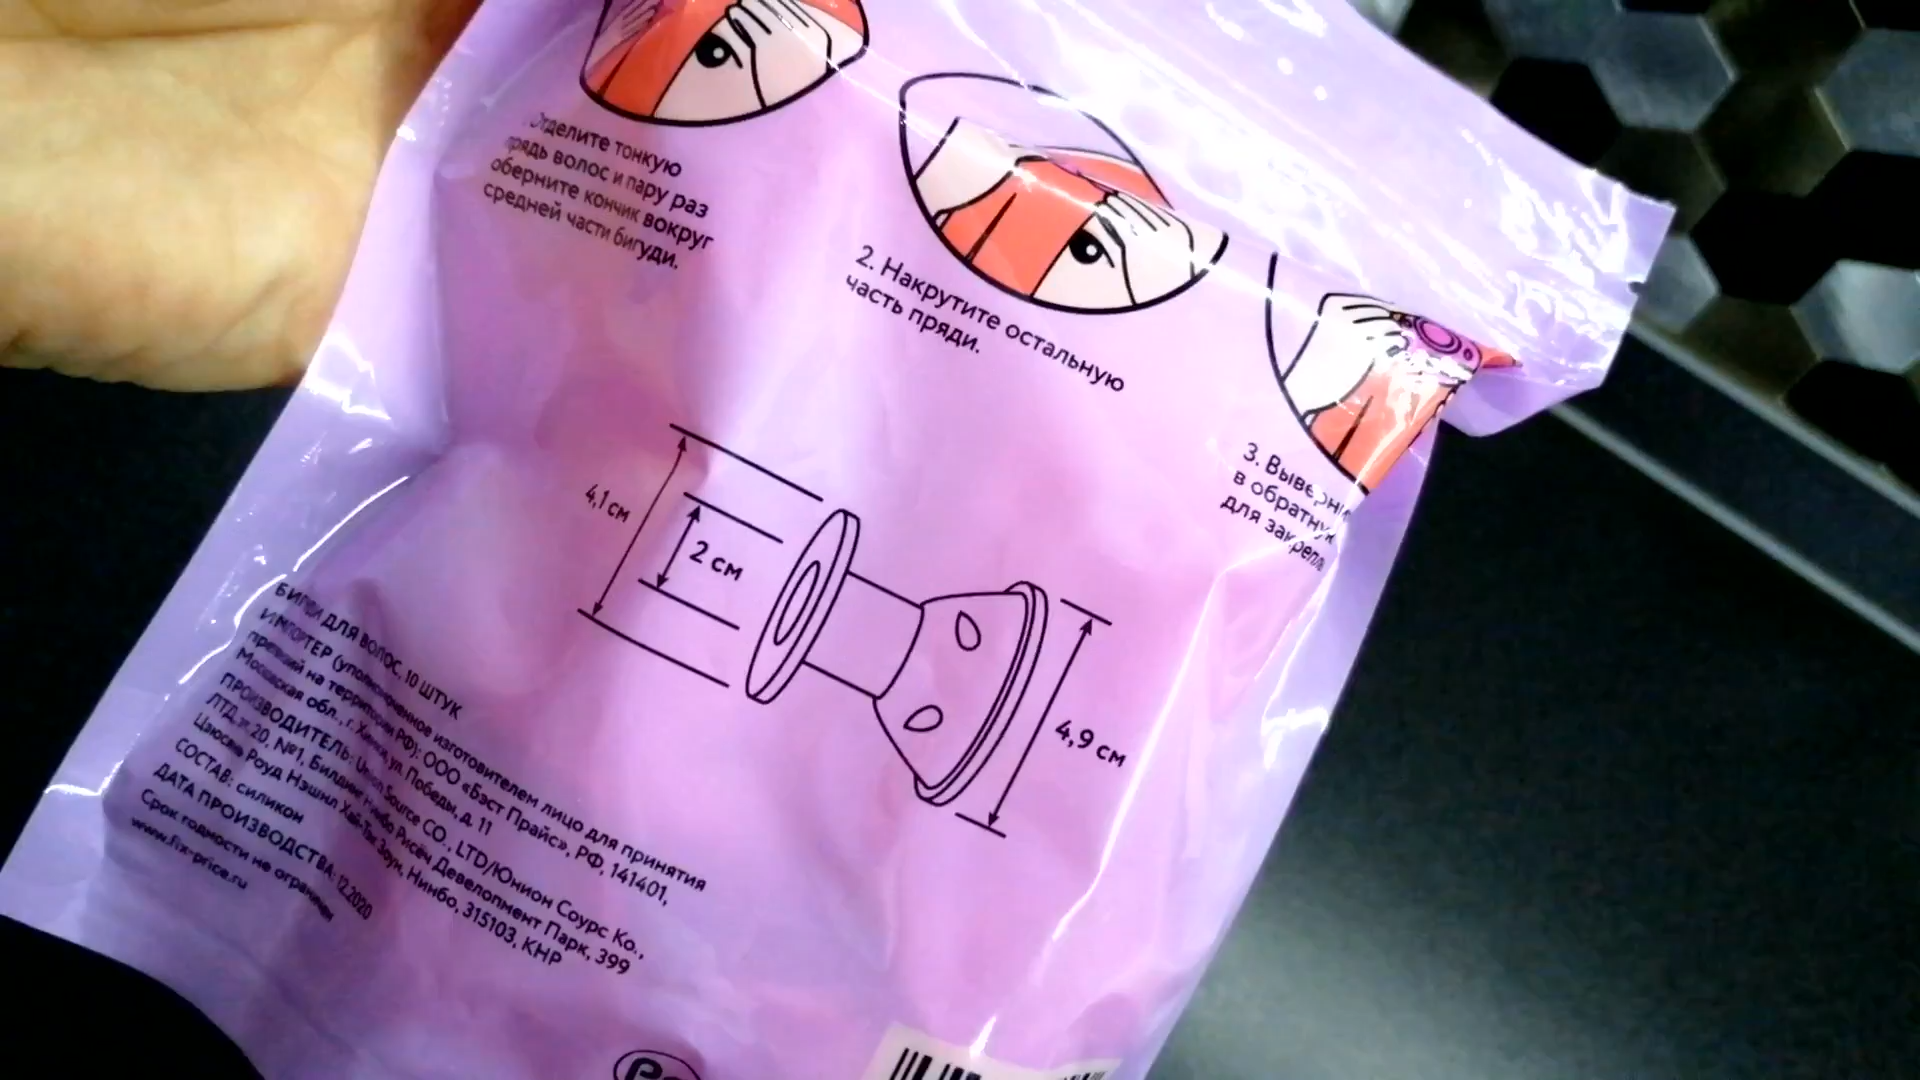 Отделите тонкую
прядь волос и пару раз
оберните кончик вокруг
средней части бигуди.
2. Накрутите остальную
часть пряди.
3. Выверни
в обратную
для закрепл
4,1 см
2 см
4,9 см
БИГУДИ ДЛЯ ВОЛОС, 10 ШТУК
ИМПОРТЕР (уполномоченное изготовителем лицо для принятия
претензий на территории РФ): ООО «Бэст Прайс», РФ, 141401,
Московская обл., г. Химки, ул. Победы, д. 11
ПРОИЗВОДИТЕЛЬ: Union Source CO., LTD/Юнион Соурс Ко.,
ЛТД, эт. 20, №1, Билдинг Нинбо Рисёч Девелопмент Парк, 399
Цзюсянь Роуд Нэшнл Хай-Тек Зоун, Нинбо, 315103, КНР
СОСТАВ: силикон
ДАТА ПРОИЗВОДСТВА: 12.2020
Срок годности не ограничен
www.fix-price.ru